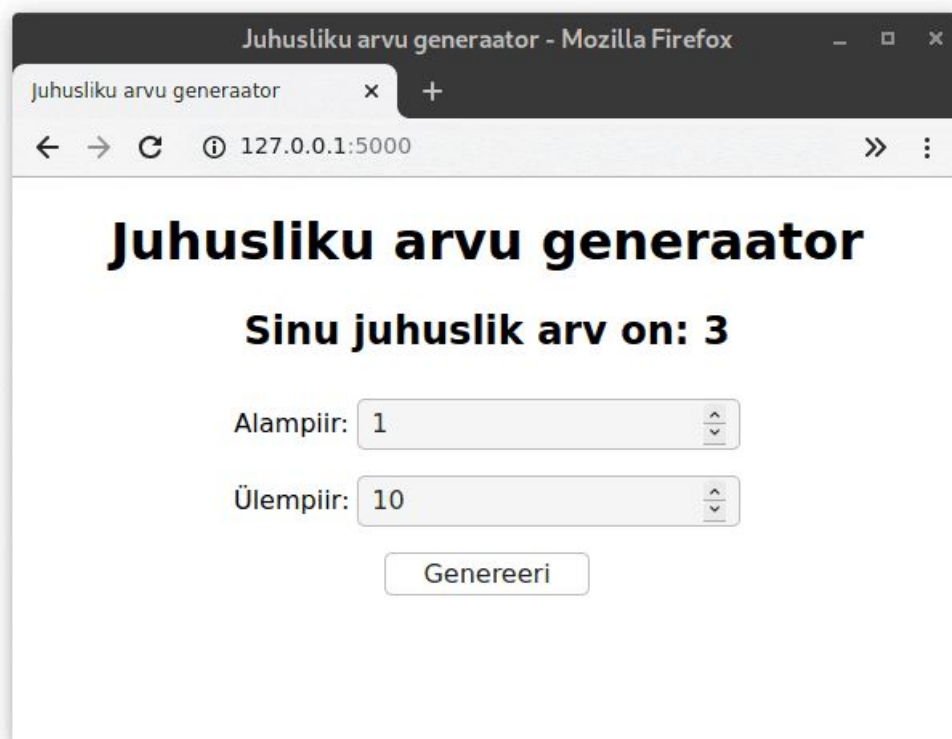 Juhusliku arvu generaator - Mozilla Firefox
Juhusliku arvu generaator
127.0.0.1:5000
Juhusliku arvu generaator
Sinu juhuslik arv on: 3
Alampiir: 1
Ülempiir: 10
Genereeri